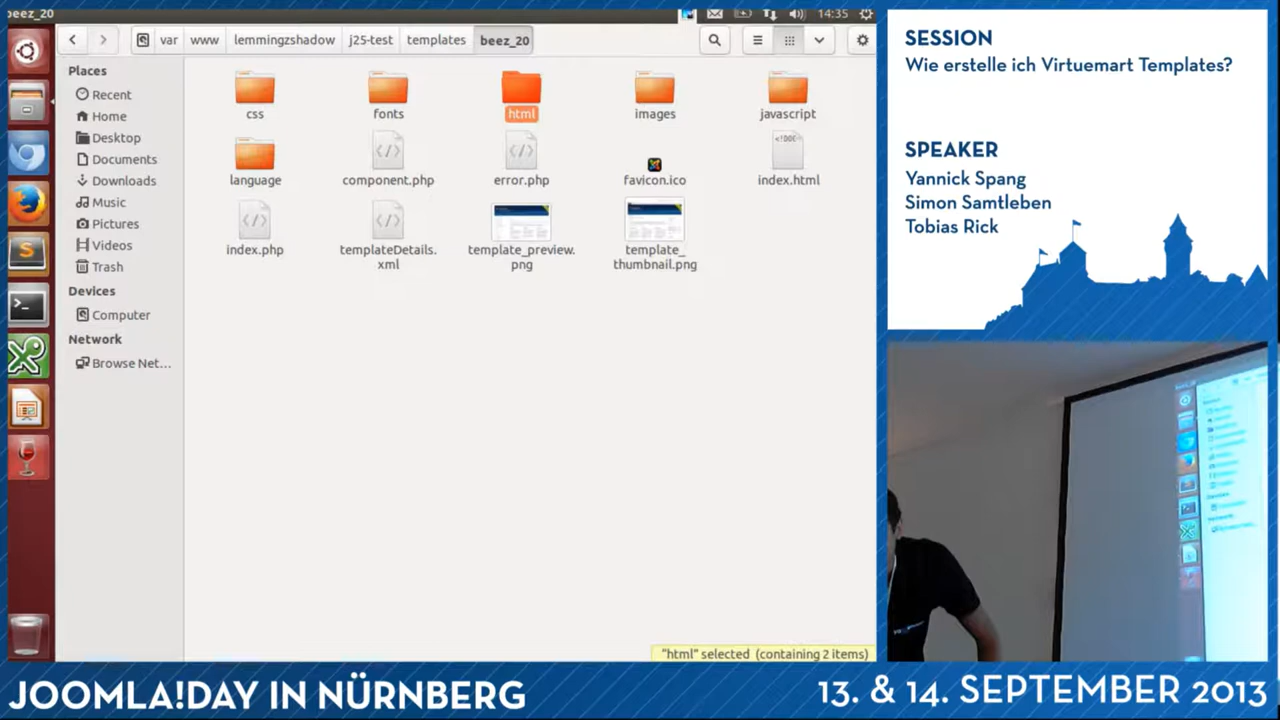 beez_20
14:35
var www lemmingzshadow j25-test templates beez_20
Places
Recent
Home
Desktop
Documents
Downloads
Music
Pictures
Videos
Trash
Devices
Computer
Network
Browse Net...
css fonts html images javascript
<!DOC
language component.php error.php favicon.ico index.html
index.php templateDetails.xml template_preview.png template_thumbnail.png
"html" selected (containing 2 items)
SESSION
Wie erstelle ich Virtuemart Templates?
SPEAKER
Yannick Spang
Simon Samtleben
Tobias Rick
JOOMLA!DAY IN NÜRNBERG
13. & 14. SEPTEMBER 2013